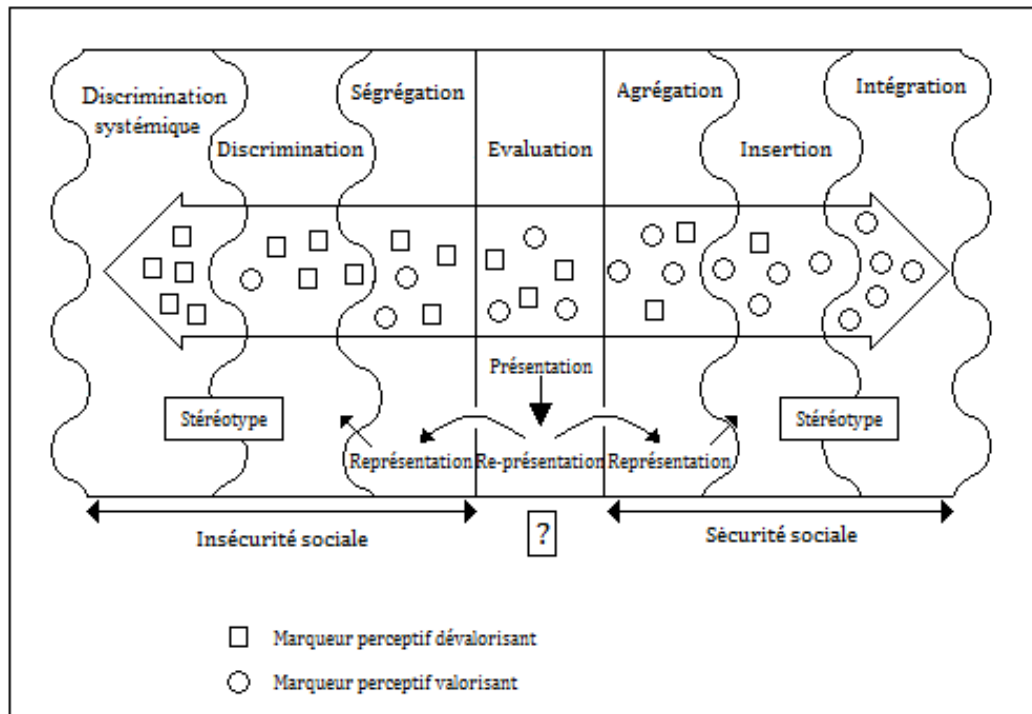 Discrimination
systémique
Discrimination
Ségrégation
Evaluation
Agrégation
Insertion
Intégration
Présentation
Stéréotype
Stéréotype
Représentation
Re-présentation
Représentation
Insécurité sociale
?
Sècurité sociale
Marqueur perceptif dévalorisant
Marqueur perceptif valorisant